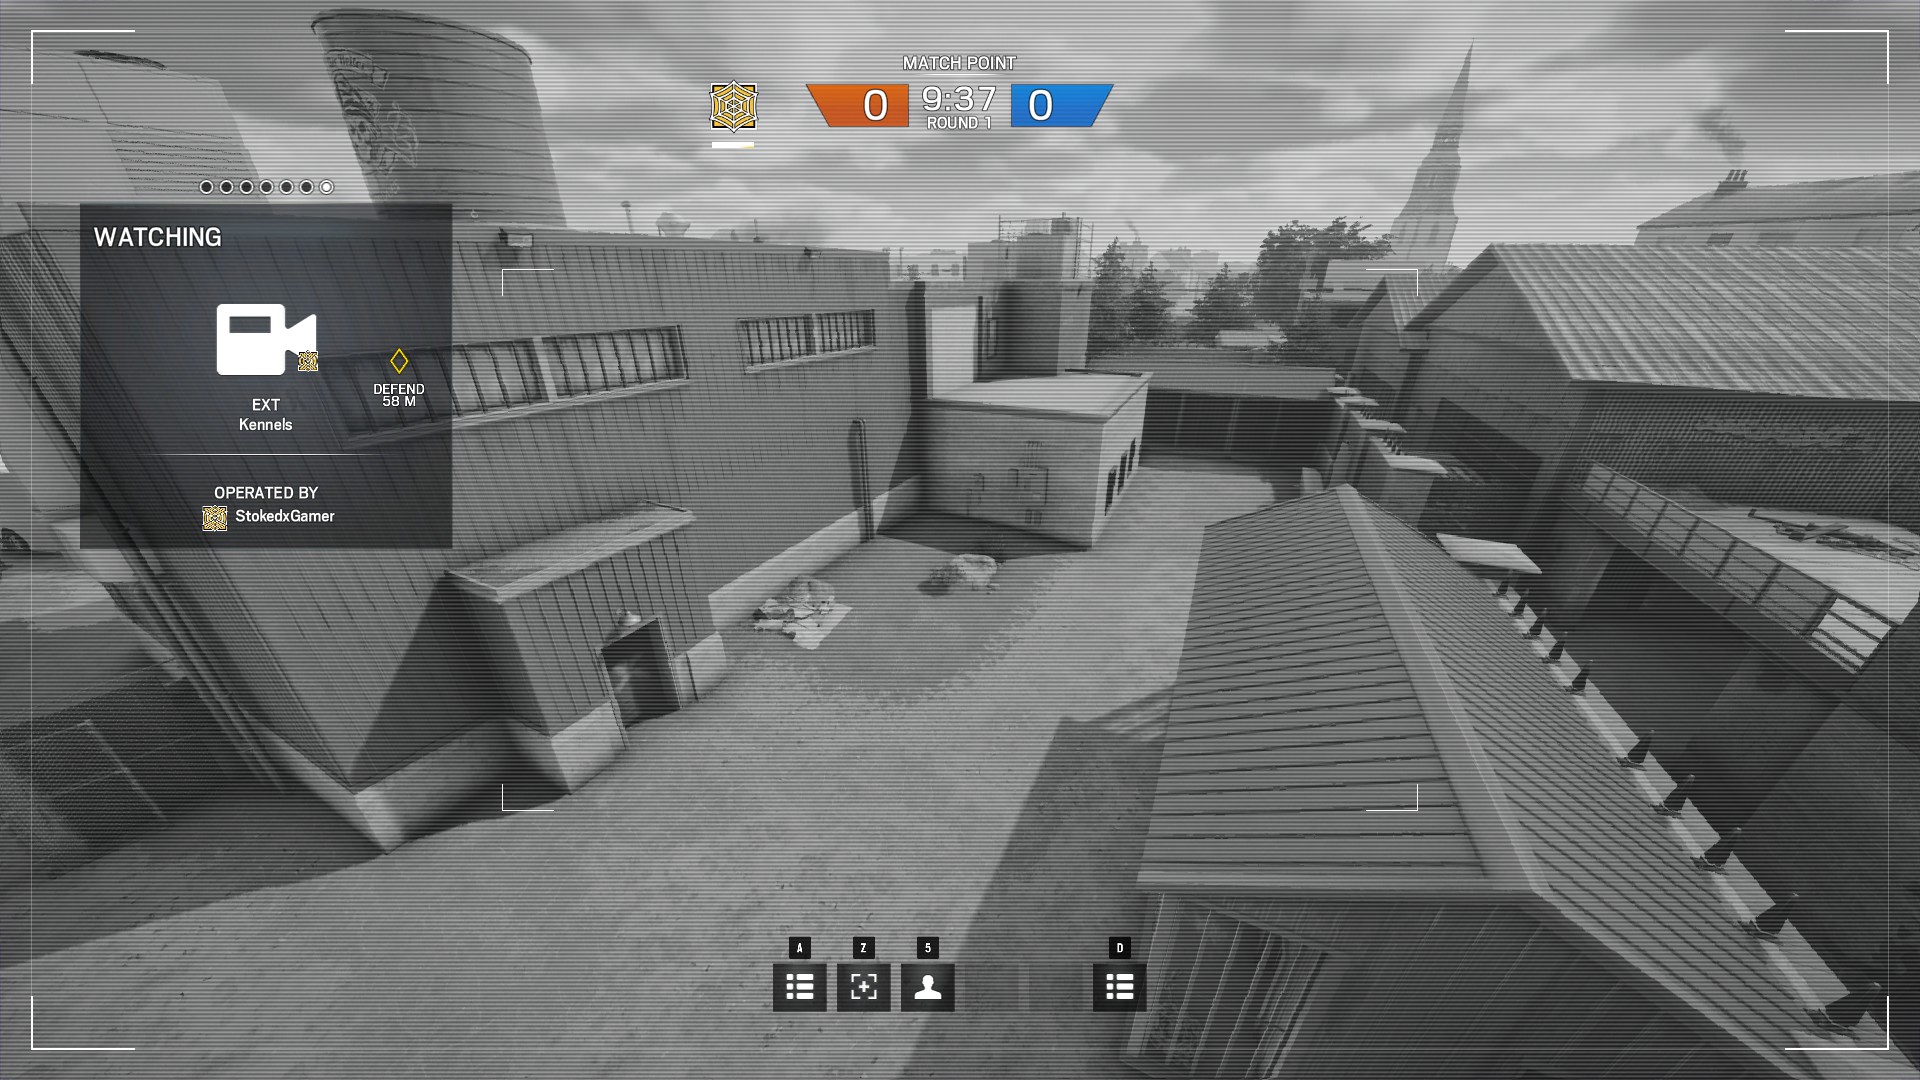 MATCH POINT
0 9:37 0
ROUND 1
WATCHING
DEFEND
58 M
EXT
Kennels
OPERATED BY
StokedxGamer
A Z 5 D